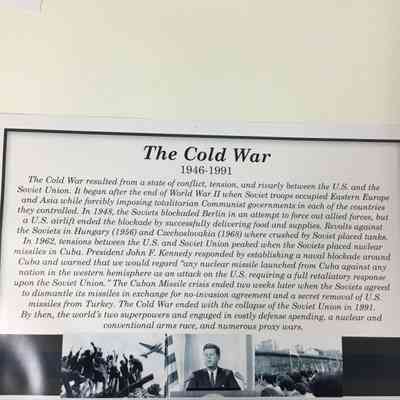 The Cold War
1946-1991
The Cold War resulted from a state of conflict, tension, and rivarly between the U.S. and the
Soviet Union. It began after the end of World War II when Soviet troops occupied Eastern Europe
and Asia while forcibly imposing totalitarian Communist governments in each of the countries
they controlled. In 1948, the Soviets blockaded Berlin in an attempt to force out allied forces, but
a U.S. airlift ended the blockade by successfully delivering food and supplies. Revolts against
the Soviets in Hungary (1956) and Czechoslovakia (1968) where crushed by Soviet placed tanks.
In 1962, tensions between the U.S. and Soviet Union peaked when the Soviets placed nuclear
missiles in Cuba. President John F. Kennedy responded by establishing a naval blockade around
Cuba and warned that we would regard "any nuclear missile launched from Cuba against any
nation in the western hemisphere as an attack on the U.S. requiring a full retaliatory response
upon the Soviet Union." The Cuban Missile crisis ended two weeks later when the Soviets agreed
to dismantle its missiles in exchange for no-invasion agreement and a secret removal of U.S.
missiles from Turkey. The Cold War ended with the collapse of the Soviet Union in 1991.
By then, the world's two superpowers and enguged in costly defense spending, a nuclear and
conventional arms race, and numerous proxy wars.